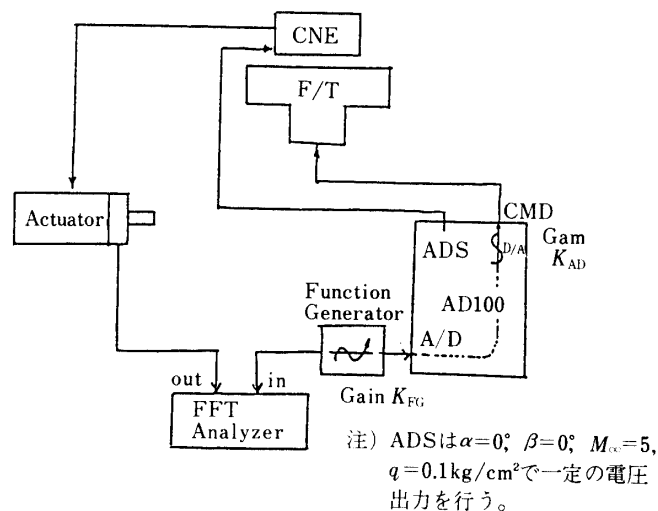 CNE
F/T
Actuator
CMD
ADS
D/A
Gam
K_AD
AD100
A/D
Function
Generator
Gain K_FG
out
in
FFT
Analyzer
注) ADSはα=0°, β=0°, M∞=5,
q=0.1kg/cm²で一定の電圧
出力を行う。